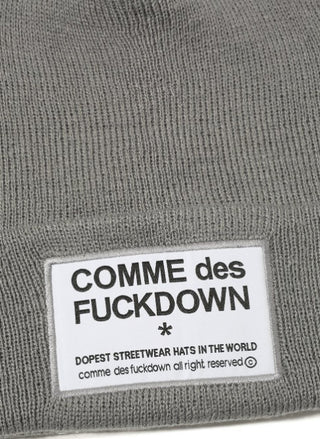 COMME des
FUCKDOWN
*
DOPEST STREETWEAR HATS IN THE WORLD
comme des fuckdown all right reserved ©